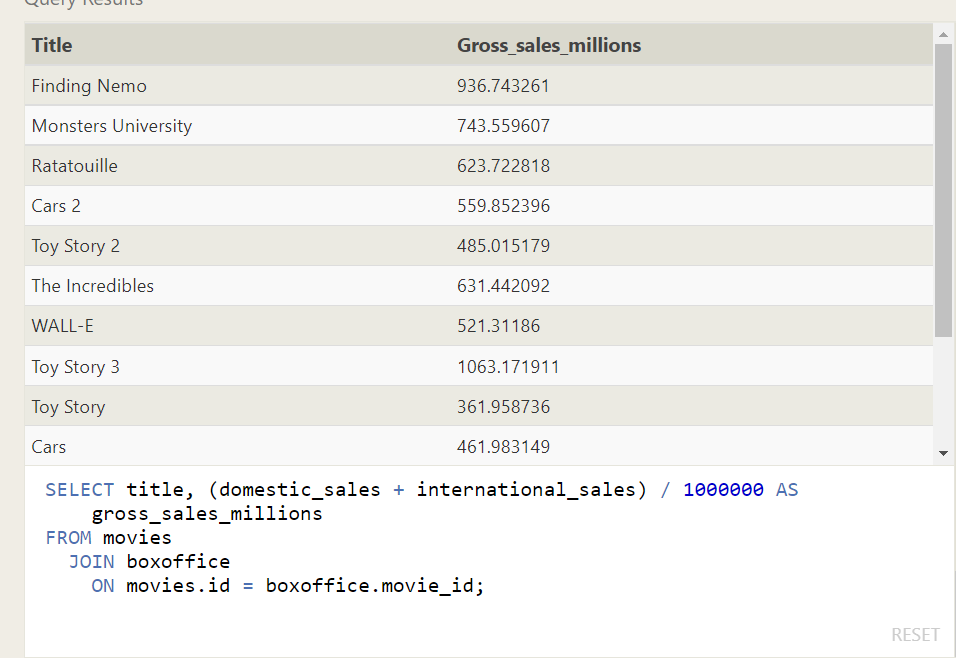 Query Results
Title Gross_sales_millions
Finding Nemo 936.743261
Monsters University 743.559607
Ratatouille 623.722818
Cars 2 559.852396
Toy Story 2 485.015179
The Incredibles 631.442092
WALL-E 521.31186
Toy Story 3 1063.171911
Toy Story 361.958736
Cars 461.983149
SELECT title, (domestic_sales + international_sales) / 1000000 AS
gross_sales_millions
FROM movies
JOIN boxoffice
ON movies.id = boxoffice.movie_id;
RESET